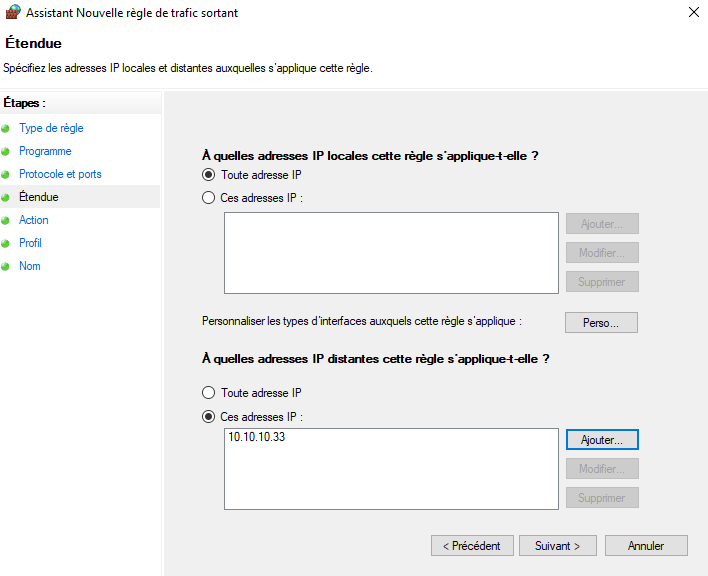 Assistant Nouvelle règle de trafic sortant
Étendue
Spécifiez les adresses IP locales et distantes auxquelles s'applique cette règle.
Étapes :
Type de règle
Programme
Protocole et ports
Étendue
Action
Profil
Nom
À quelles adresses IP locales cette règle s'applique-t-elle ?
Toute adresse IP
Ces adresses IP :
Ajouter...
Modifier...
Supprimer
Personnaliser les types d'interfaces auxquels cette règle s'applique :
Perso...
À quelles adresses IP distantes cette règle s'applique-t-elle ?
Toute adresse IP
Ces adresses IP :
10.10.10.33
Ajouter...
Modifier...
Supprimer
< Précédent
Suivant >
Annuler